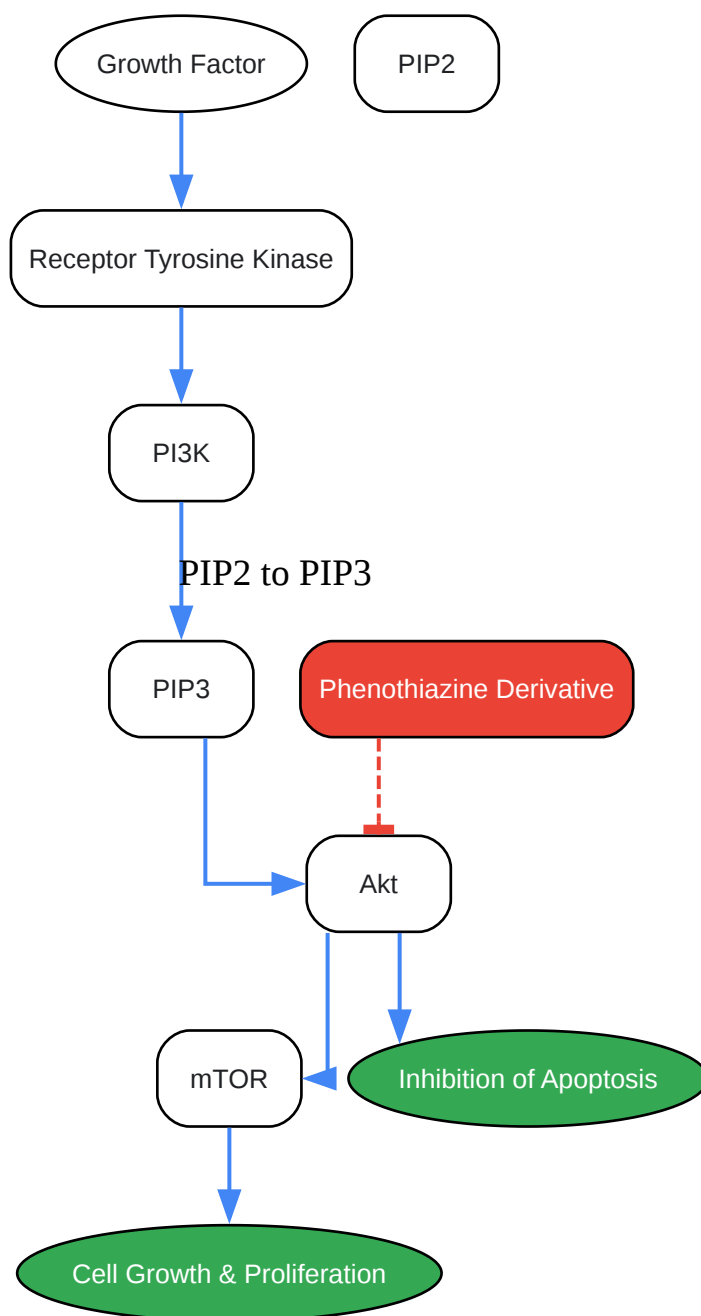 Growth Factor
PIP2
Receptor Tyrosine Kinase
PI3K
PIP2 to PIP3
PIP3
Phenothiazine Derivative
Akt
mTOR
Inhibition of Apoptosis
Cell Growth & Proliferation